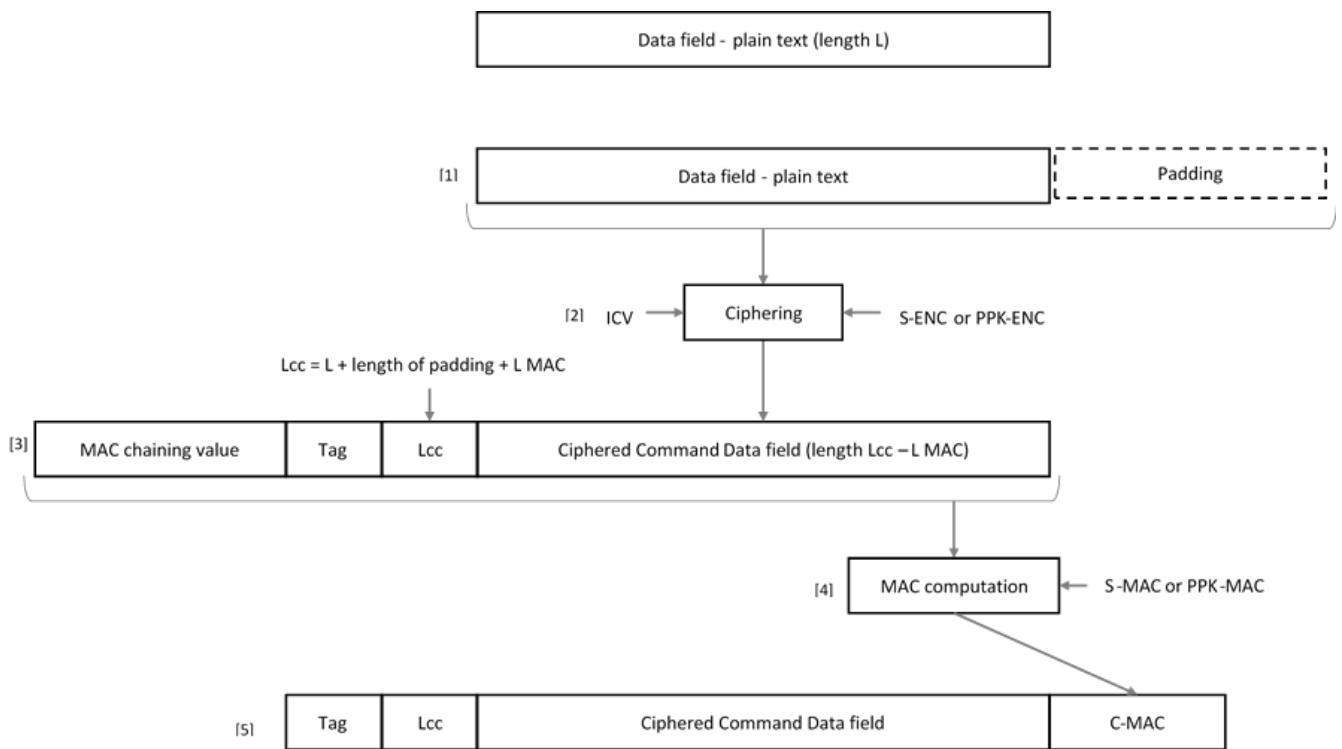 Data field - plain text (length L)
[1] Data field - plain text Padding
[2] ICV Ciphering S-ENC or PPK-ENC
Lcc = L + length of padding + L MAC
[3] MAC chaining value Tag Lcc Ciphered Command Data field (length Lcc – L MAC)
[4] MAC computation S-MAC or PPK-MAC
[5] Tag Lcc Ciphered Command Data field C-MAC